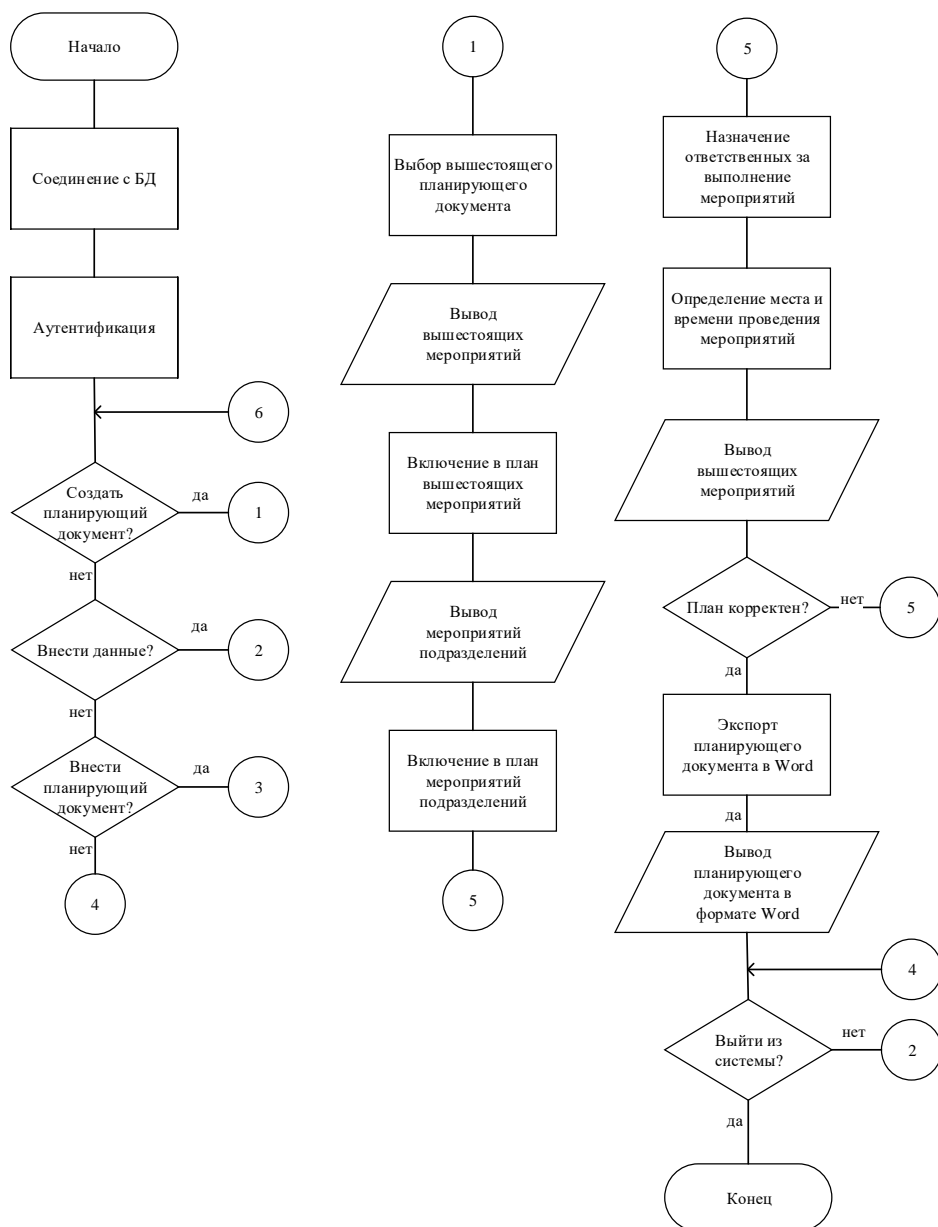 Начало
Соединение с БД
Аутентификация
6
Создать
планирующий
документ?
да
1
нет
Внести данные?
да
2
нет
Внести
планирующий
документ?
да
3
нет
4
1
Выбор вышестоящего
планирующего
документа
Вывод
вышестоящих
мероприятий
Включение в план
вышестоящих
мероприятий
Вывод
мероприятий
подразделений
Включение в план
мероприятий
подразделений
5
5
Назначение
ответственных за
выполнение
мероприятий
Определение места и
времени проведения
мероприятий
Вывод
вышестоящих
мероприятий
План корректен?
нет
5
да
Экспорт
планирующего
документа в Word
да
Вывод
планирующего
документа в
формате Word
4
Выйти из
системы?
нет
2
да
Конец